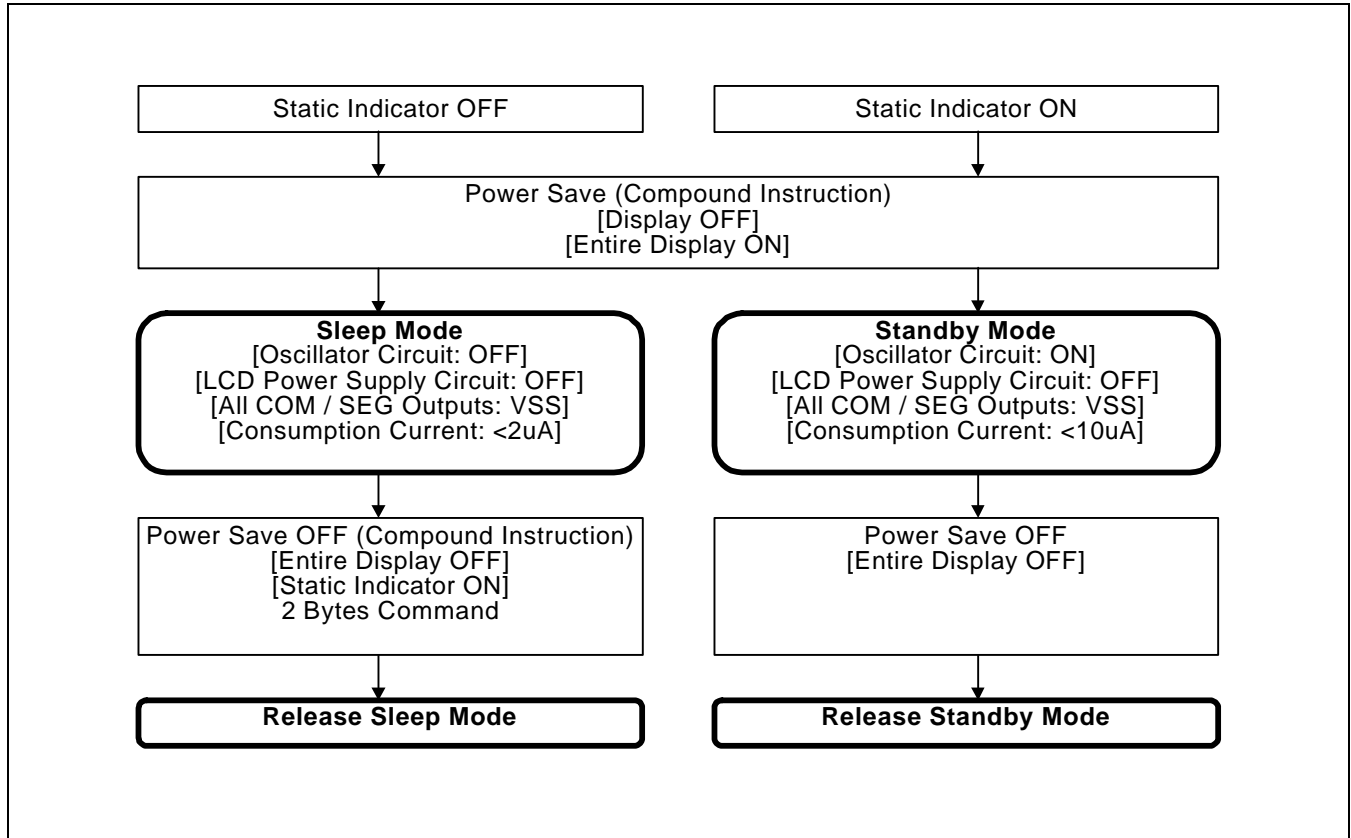 Static Indicator OFF
Static Indicator ON
Power Save (Compound Instruction)
[Display OFF]
[Entire Display ON]
Sleep Mode
[Oscillator Circuit: OFF]
[LCD Power Supply Circuit: OFF]
[All COM / SEG Outputs: VSS]
[Consumption Current: <2uA]
Standby Mode
[Oscillator Circuit: ON]
[LCD Power Supply Circuit: OFF]
[All COM / SEG Outputs: VSS]
[Consumption Current: <10uA]
Power Save OFF (Compound Instruction)
[Entire Display OFF]
[Static Indicator ON]
2 Bytes Command
Power Save OFF
[Entire Display OFF]
Release Sleep Mode
Release Standby Mode